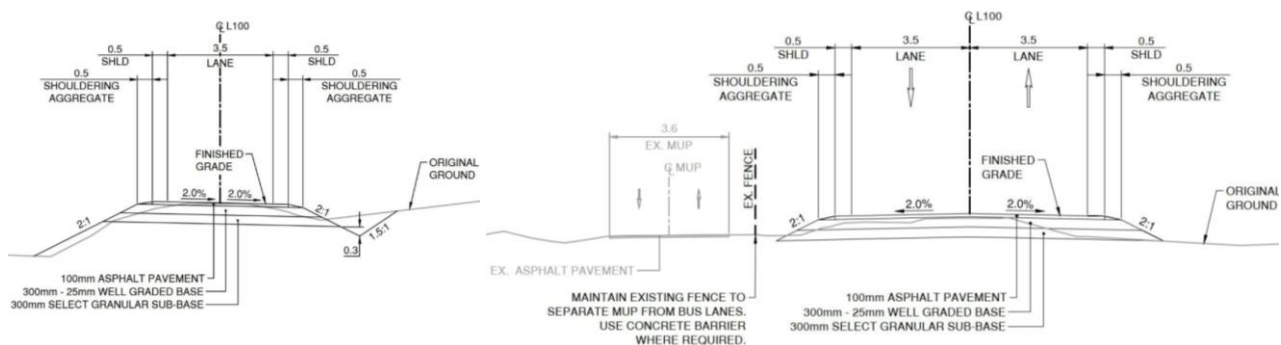 ℄ L100
0.5
SHLD
3.5
LANE
0.5
SHLD
0.5
SHOULDERING
AGGREGATE
0.5
SHOULDERING
AGGREGATE
FINISHED
GRADE
ORIGINAL
GROUND
2.0%
2.0%
2:1
2:1
1.5:1
0.3
100mm ASPHALT PAVEMENT
300mm - 25mm WELL GRADED BASE
300mm SELECT GRANULAR SUB-BASE
℄ L100
0.5
SHLD
3.5
LANE
3.5
LANE
0.5
SHLD
0.5
SHOULDERING
AGGREGATE
0.5
SHOULDERING
AGGREGATE
3.6
EX. MUP
℄ MUP
EX. FENCE
FINISHED
GRADE
ORIGINAL
GROUND
2.0%
2.0%
2:1
2:1
EX. ASPHALT PAVEMENT
MAINTAIN EXISTING FENCE TO
SEPARATE MUP FROM BUS LANES.
USE CONCRETE BARRIER
WHERE REQUIRED.
100mm ASPHALT PAVEMENT
300mm - 25mm WELL GRADED BASE
300mm SELECT GRANULAR SUB-BASE